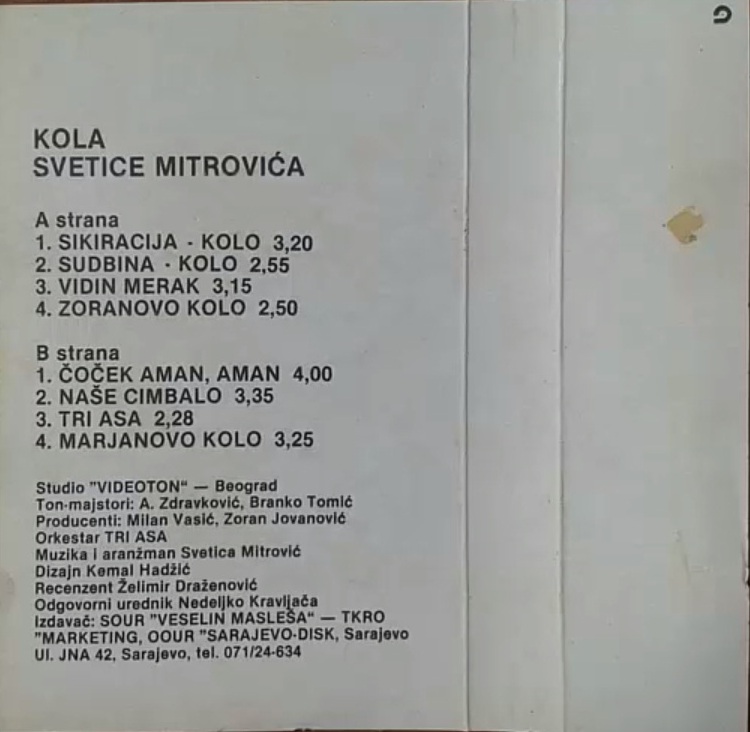 KOLA
SVETICE MITROVIĆA
A strana
1. SIKIRACIJA - KOLO 3,20
2. SUDBINA - KOLO 2,55
3. VIDIN MERAK 3,15
4. ZORANOVO KOLO 2,50
B strana
1. ČOČEK AMAN, AMAN 4,00
2. NAŠE CIMBALO 3,35
3. TRI ASA 2,28
4. MARJANOVO KOLO 3,25
Studio "VIDEOTON" — Beograd
Ton-majstori: A. Zdravković, Branko Tomić
Producenti: Milan Vasić, Zoran Jovanović
Orkestar TRI ASA
Muzika i aranžman Svetica Mitrović
Dizajn Kemal Hadžić
Recenzent Želimir Draženović
Odgovorni urednik Nedeljko Kravljača
Izdavač: SOUR "VESELIN MASLEŠA" — TKRO
"MARKETING, OOUR "SARAJEVO-DISK, Sarajevo
Ul. JNA 42, Sarajevo, tel. 071/24-634